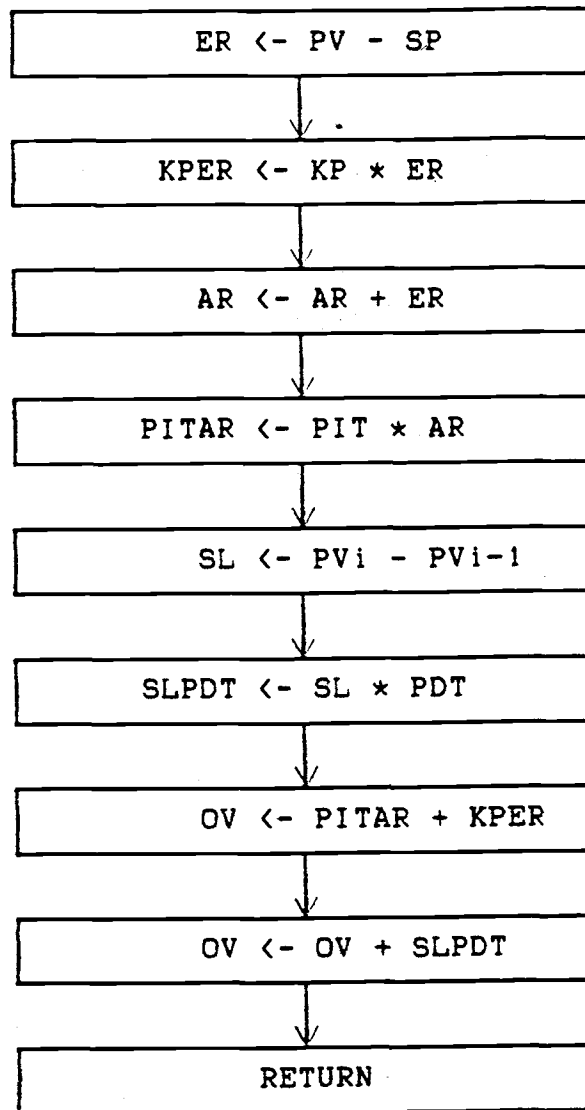 ER <- PV - SP
KPER <- KP * ER
AR <- AR + ER
PITAR <- PIT * AR
SL <- PVi - PVi-1
SLPDT <- SL * PDT
OV <- PITAR + KPER
OV <- OV + SLPDT
RETURN